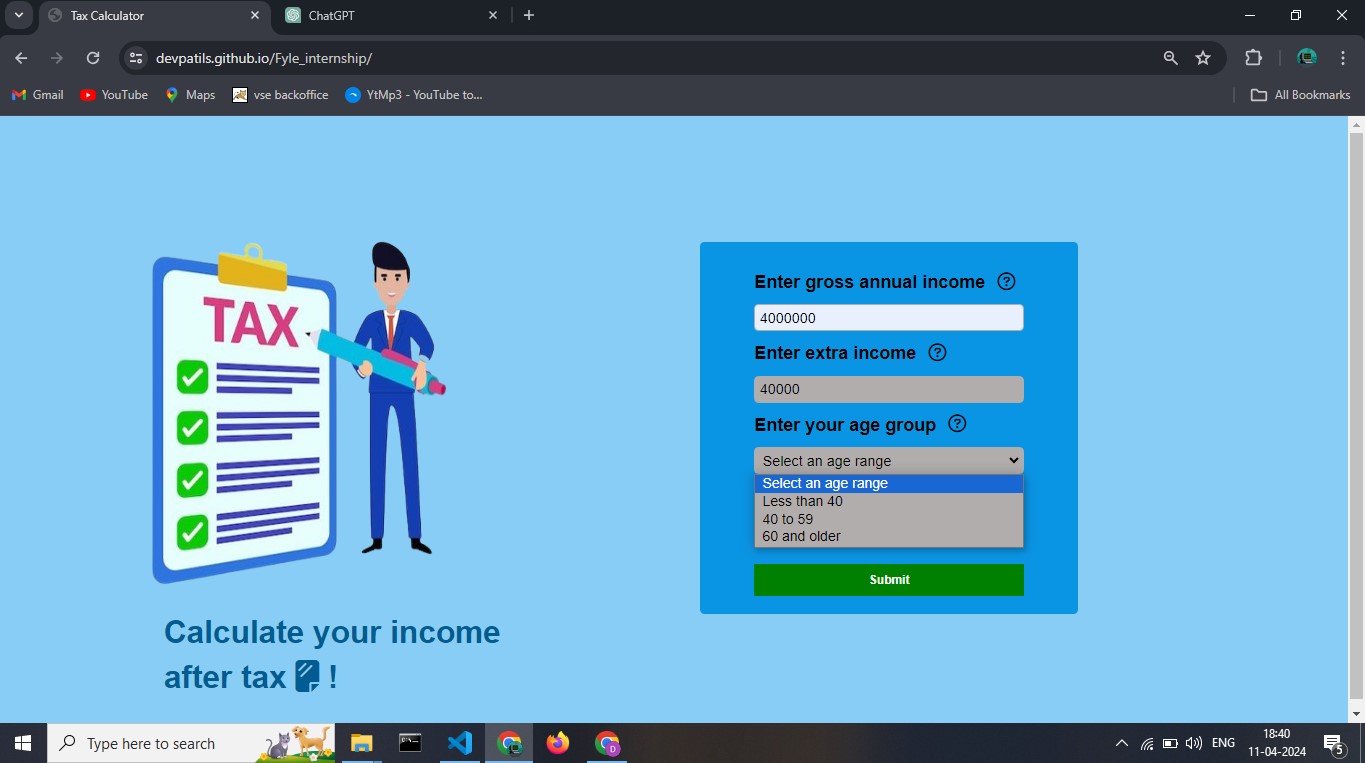 Tax Calculator
ChatGPT
devpatils.github.io/Fyle_internship/
Gmail
YouTube
Maps
vse backoffice
YtMp3 - YouTube to...
All Bookmarks
TAX
Calculate your income
after tax !
Enter gross annual income ?
4000000
Enter extra income ?
40000
Enter your age group ?
Select an age range
Select an age range
Less than 40
40 to 59
60 and older
Submit
Type here to search
D
ENG
18:40
11-04-2024
5